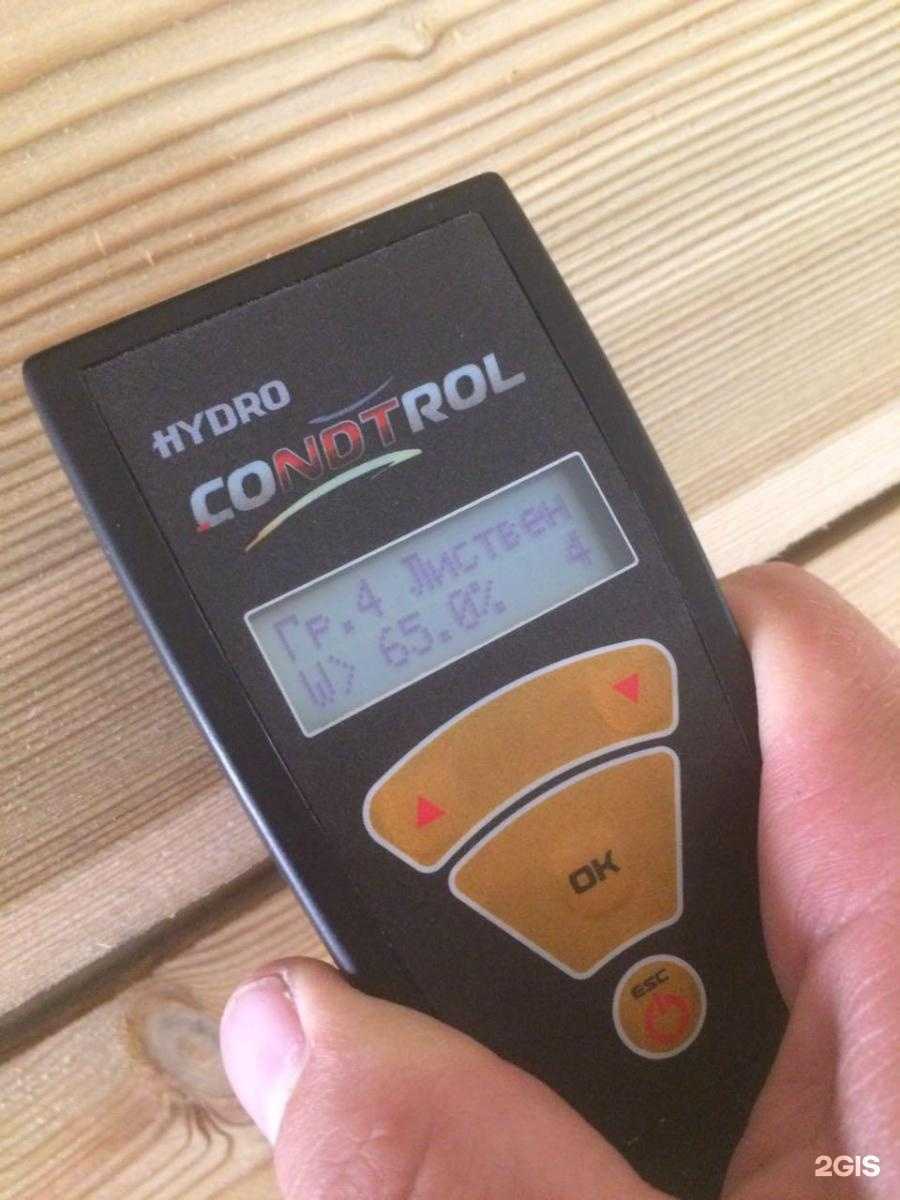 HYDRO
CONDTROL
Гр.4 Листвен
W> 65.0% 4
OK
ESC
2GIS